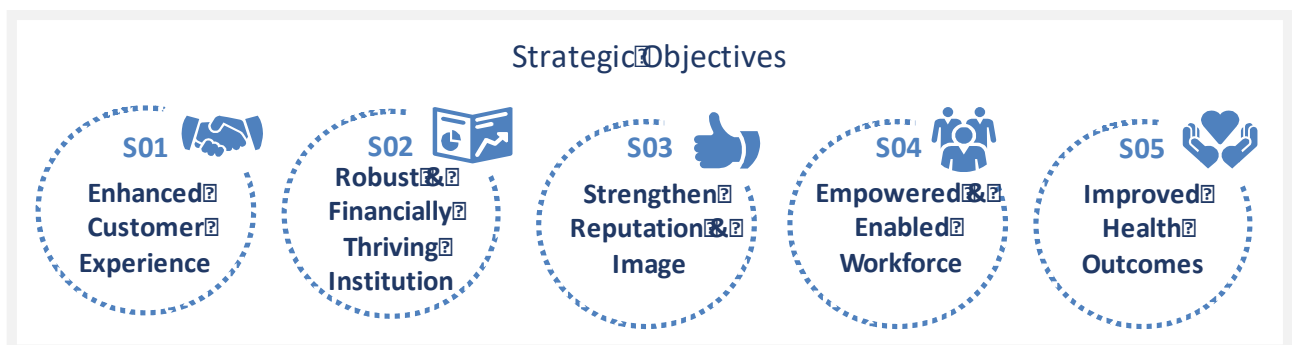 Strategic Objectives
S01
Enhanced
Customer
Experience
S02
Robust &
Financially
Thriving
Institution
S03
Strengthen
Reputation &
Image
S04
Empowered &
Enabled
Workforce
S05
Improved
Health
Outcomes